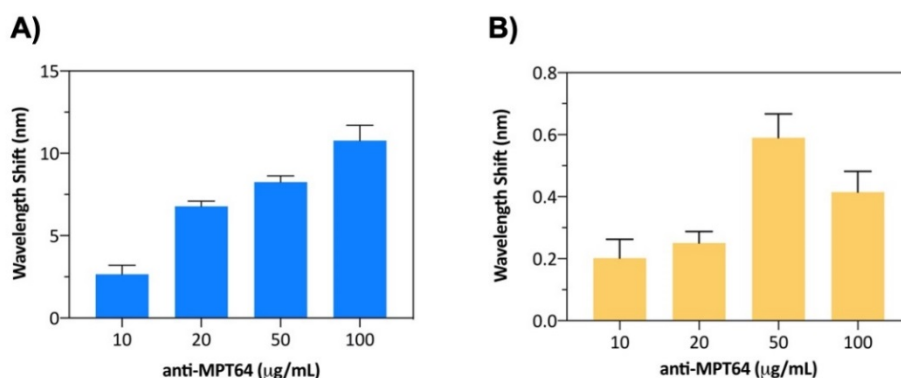 A)
15
10
5
0
Wavelength Shift (nm)
10 20 50 100
anti-MPT64 (μg/mL)
B)
0.8
0.6
0.4
0.2
0.0
Wavelength Shift (nm)
10 20 50 100
anti-MPT64 (μg/mL)